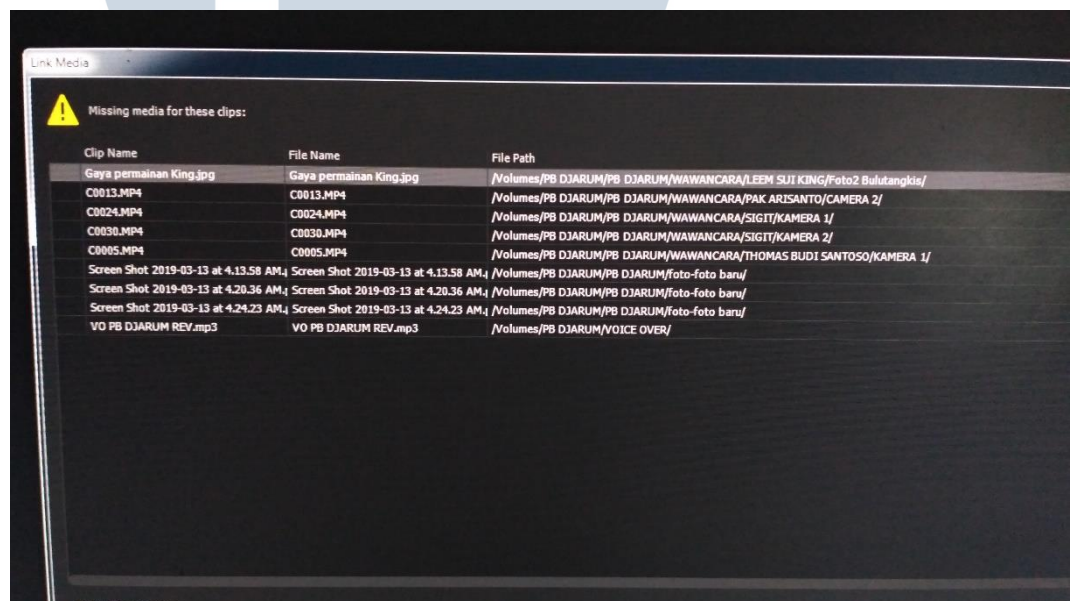 Link Media
Missing media for these clips:
Clip Name File Name File Path
Gaya permainan King.jpg Gaya permainan King.jpg /Volumes/PB DJARUM/PB DJARUM/WAWANCARA/LEEM SUI KING/Foto2 Bulutangkis/
C0013.MP4 C0013.MP4 /Volumes/PB DJARUM/PB DJARUM/WAWANCARA/PAK ARISANTO/CAMERA 2/
C0024.MP4 C0024.MP4 /Volumes/PB DJARUM/PB DJARUM/WAWANCARA/SIGIT/KAMERA 1/
C0030.MP4 C0030.MP4 /Volumes/PB DJARUM/PB DJARUM/WAWANCARA/SIGIT/KAMERA 2/
C0005.MP4 C0005.MP4 /Volumes/PB DJARUM/PB DJARUM/WAWANCARA/THOMAS BUDI SANTOSO/KAMERA 1/
Screen Shot 2019-03-13 at 4.13.58 AM. Screen Shot 2019-03-13 at 4.13.58 AM. /Volumes/PB DJARUM/PB DJARUM/foto-foto baru/
Screen Shot 2019-03-13 at 4.20.36 AM. Screen Shot 2019-03-13 at 4.20.36 AM. /Volumes/PB DJARUM/PB DJARUM/foto-foto baru/
Screen Shot 2019-03-13 at 4.24.23 AM. Screen Shot 2019-03-13 at 4.24.23 AM. /Volumes/PB DJARUM/PB DJARUM/foto-foto baru/
VO PB DJARUM REV.mp3 VO PB DJARUM REV.mp3 /Volumes/PB DJARUM/VOICE OVER/